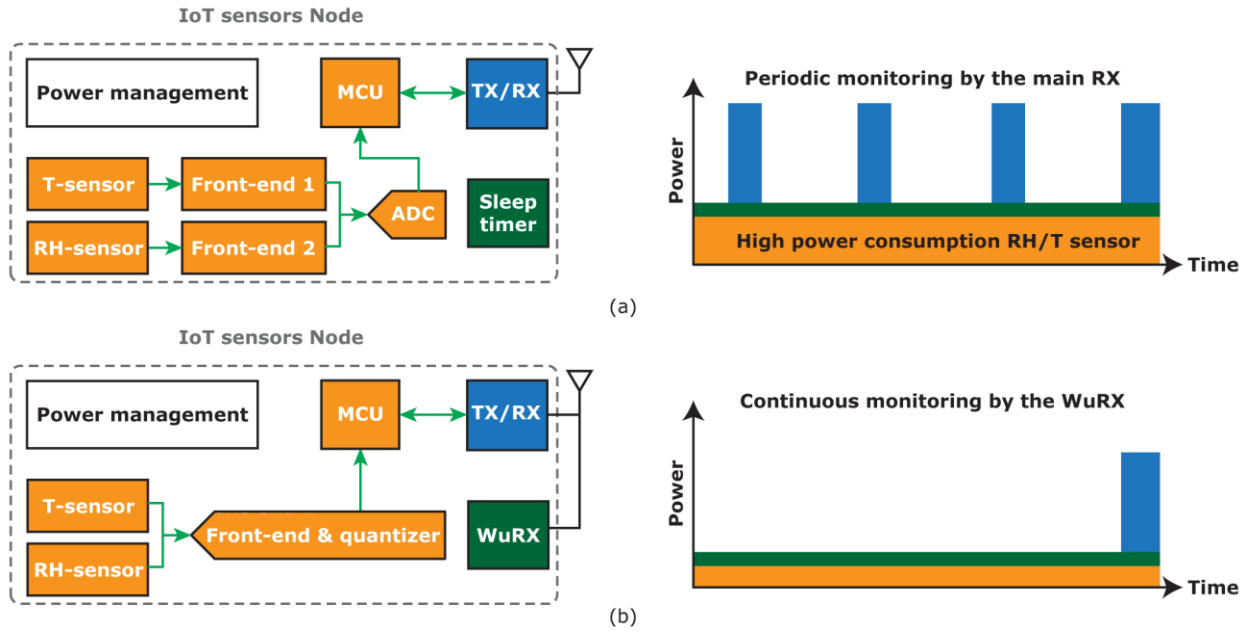 IoT sensors Node
Power management
MCU
TX/RX
T-sensor
Front-end 1
RH-sensor
Front-end 2
ADC
Sleep
timer
Periodic monitoring by the main RX
Power
High power consumption RH/T sensor
Time
(a)
IoT sensors Node
Power management
MCU
TX/RX
T-sensor
RH-sensor
Front-end & quantizer
WuRX
Continuous monitoring by the WuRX
Power
Time
(b)